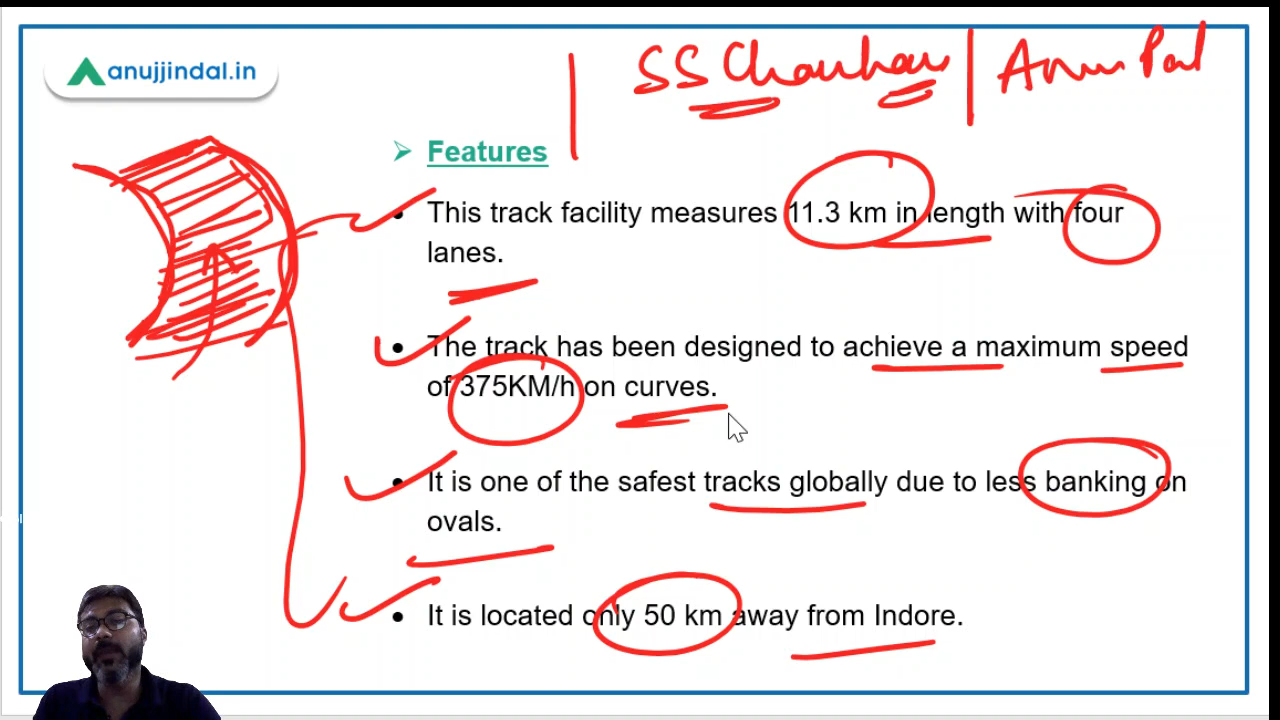 anujjindal.in
SS Chauhan
➢ Features
• This track facility measures 11.3 km in length with four
lanes.
• The track has been designed to achieve a maximum speed
of 375KM/h on curves.
• It is one of the safest tracks globally due to less banking on
ovals.
• It is located only 50 km away from Indore.